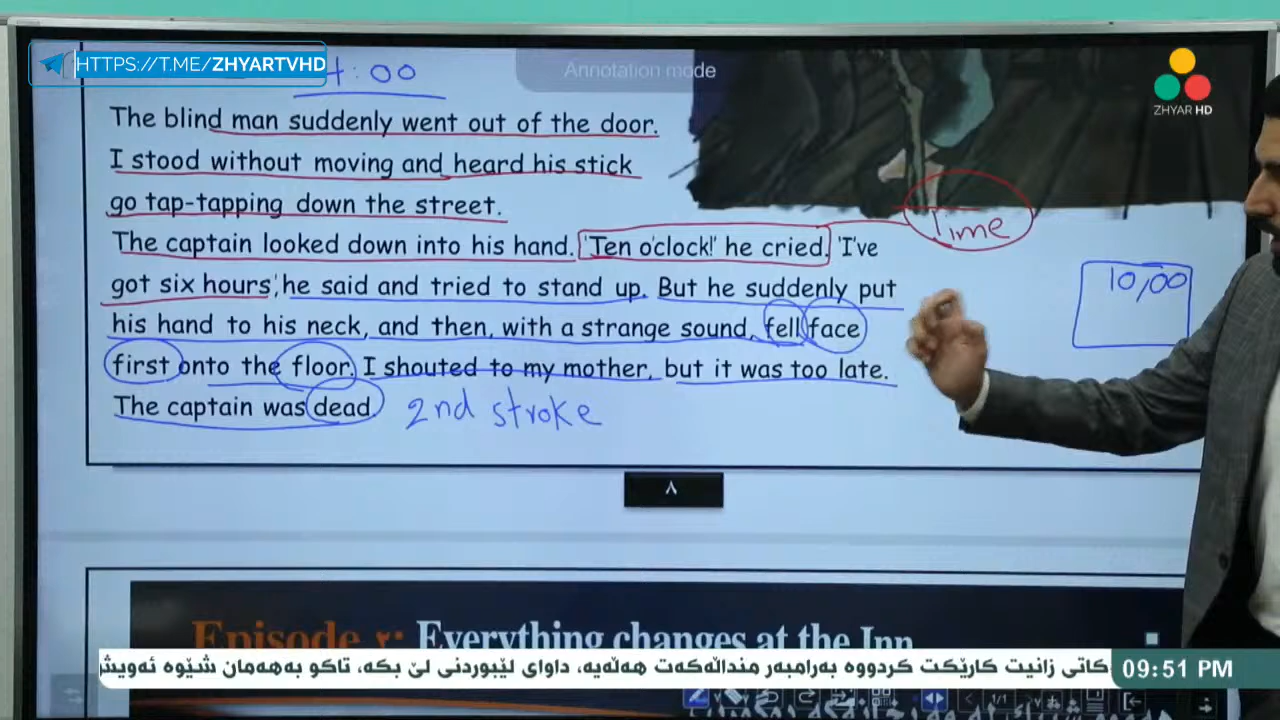 HTTPS://T.ME/ZHYARTVHD
4:00
Annotation mode
ZHYAR HD
The blind man suddenly went out of the door.
I stood without moving and heard his stick
go tap-tapping down the street.
Time
The captain looked down into his hand. 'Ten o'clock!' he cried. 'I've
got six hours,' he said and tried to stand up. But he suddenly put
10,00
his hand to his neck, and then, with a strange sound, fell face
first onto the floor. I shouted to my mother, but it was too late.
The captain was dead.
2nd stroke
٨
Episode ٢: Everything changes at the Inn
کاتی زانیت کارێکت کردووە بەرامبەر منداڵەکەت هەڵەیە، داوای لێبوردنی لێ بکە، تاکو بەهەمان شێوە ئەویش
09:51 PM
1/1